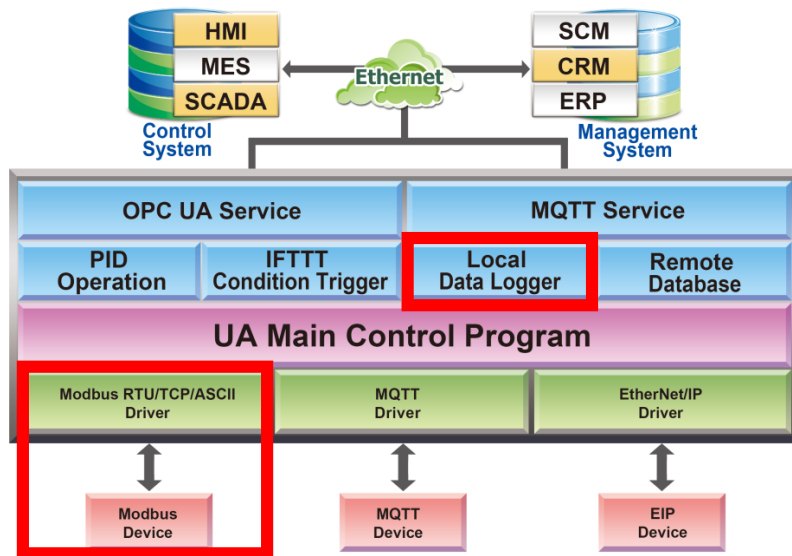 HMI
MES
SCADA
Control
System
Ethernet
SCM
CRM
ERP
Management
System
OPC UA Service
MQTT Service
PID
Operation
IFTTT
Condition Trigger
Local
Data Logger
Remote
Database
UA Main Control Program
Modbus RTU/TCP/ASCII
Driver
MQTT
Driver
EtherNet/IP
Driver
Modbus
Device
MQTT
Device
EIP
Device